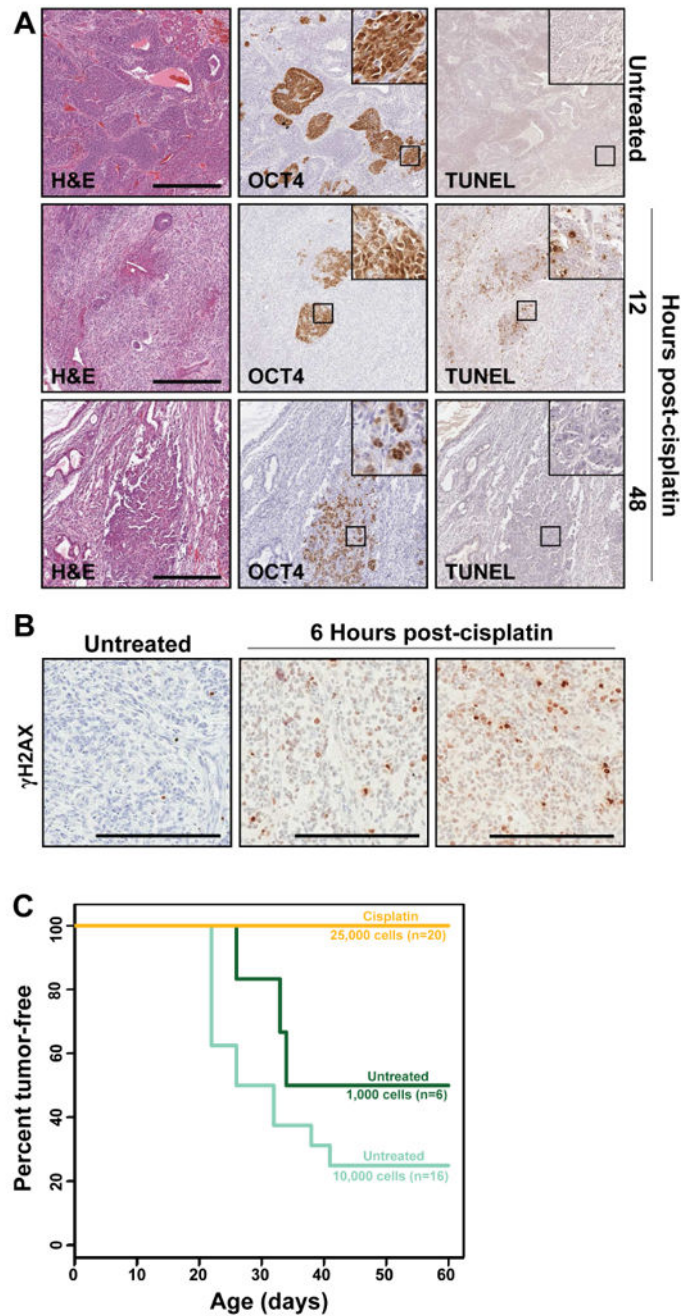 A
H&E
OCT4
TUNEL
Untreated
H&E
OCT4
TUNEL
12
H&E
OCT4
TUNEL
48
Hours post-cisplatin
B
Untreated
6 Hours post-cisplatin
γH2AX
C
Percent tumor-free
100
80
60
40
20
0
Cisplatin
25,000 cells (n=20)
Untreated
1,000 cells (n=6)
Untreated
10,000 cells (n=16)
0
10
20
30
40
50
60
Age (days)